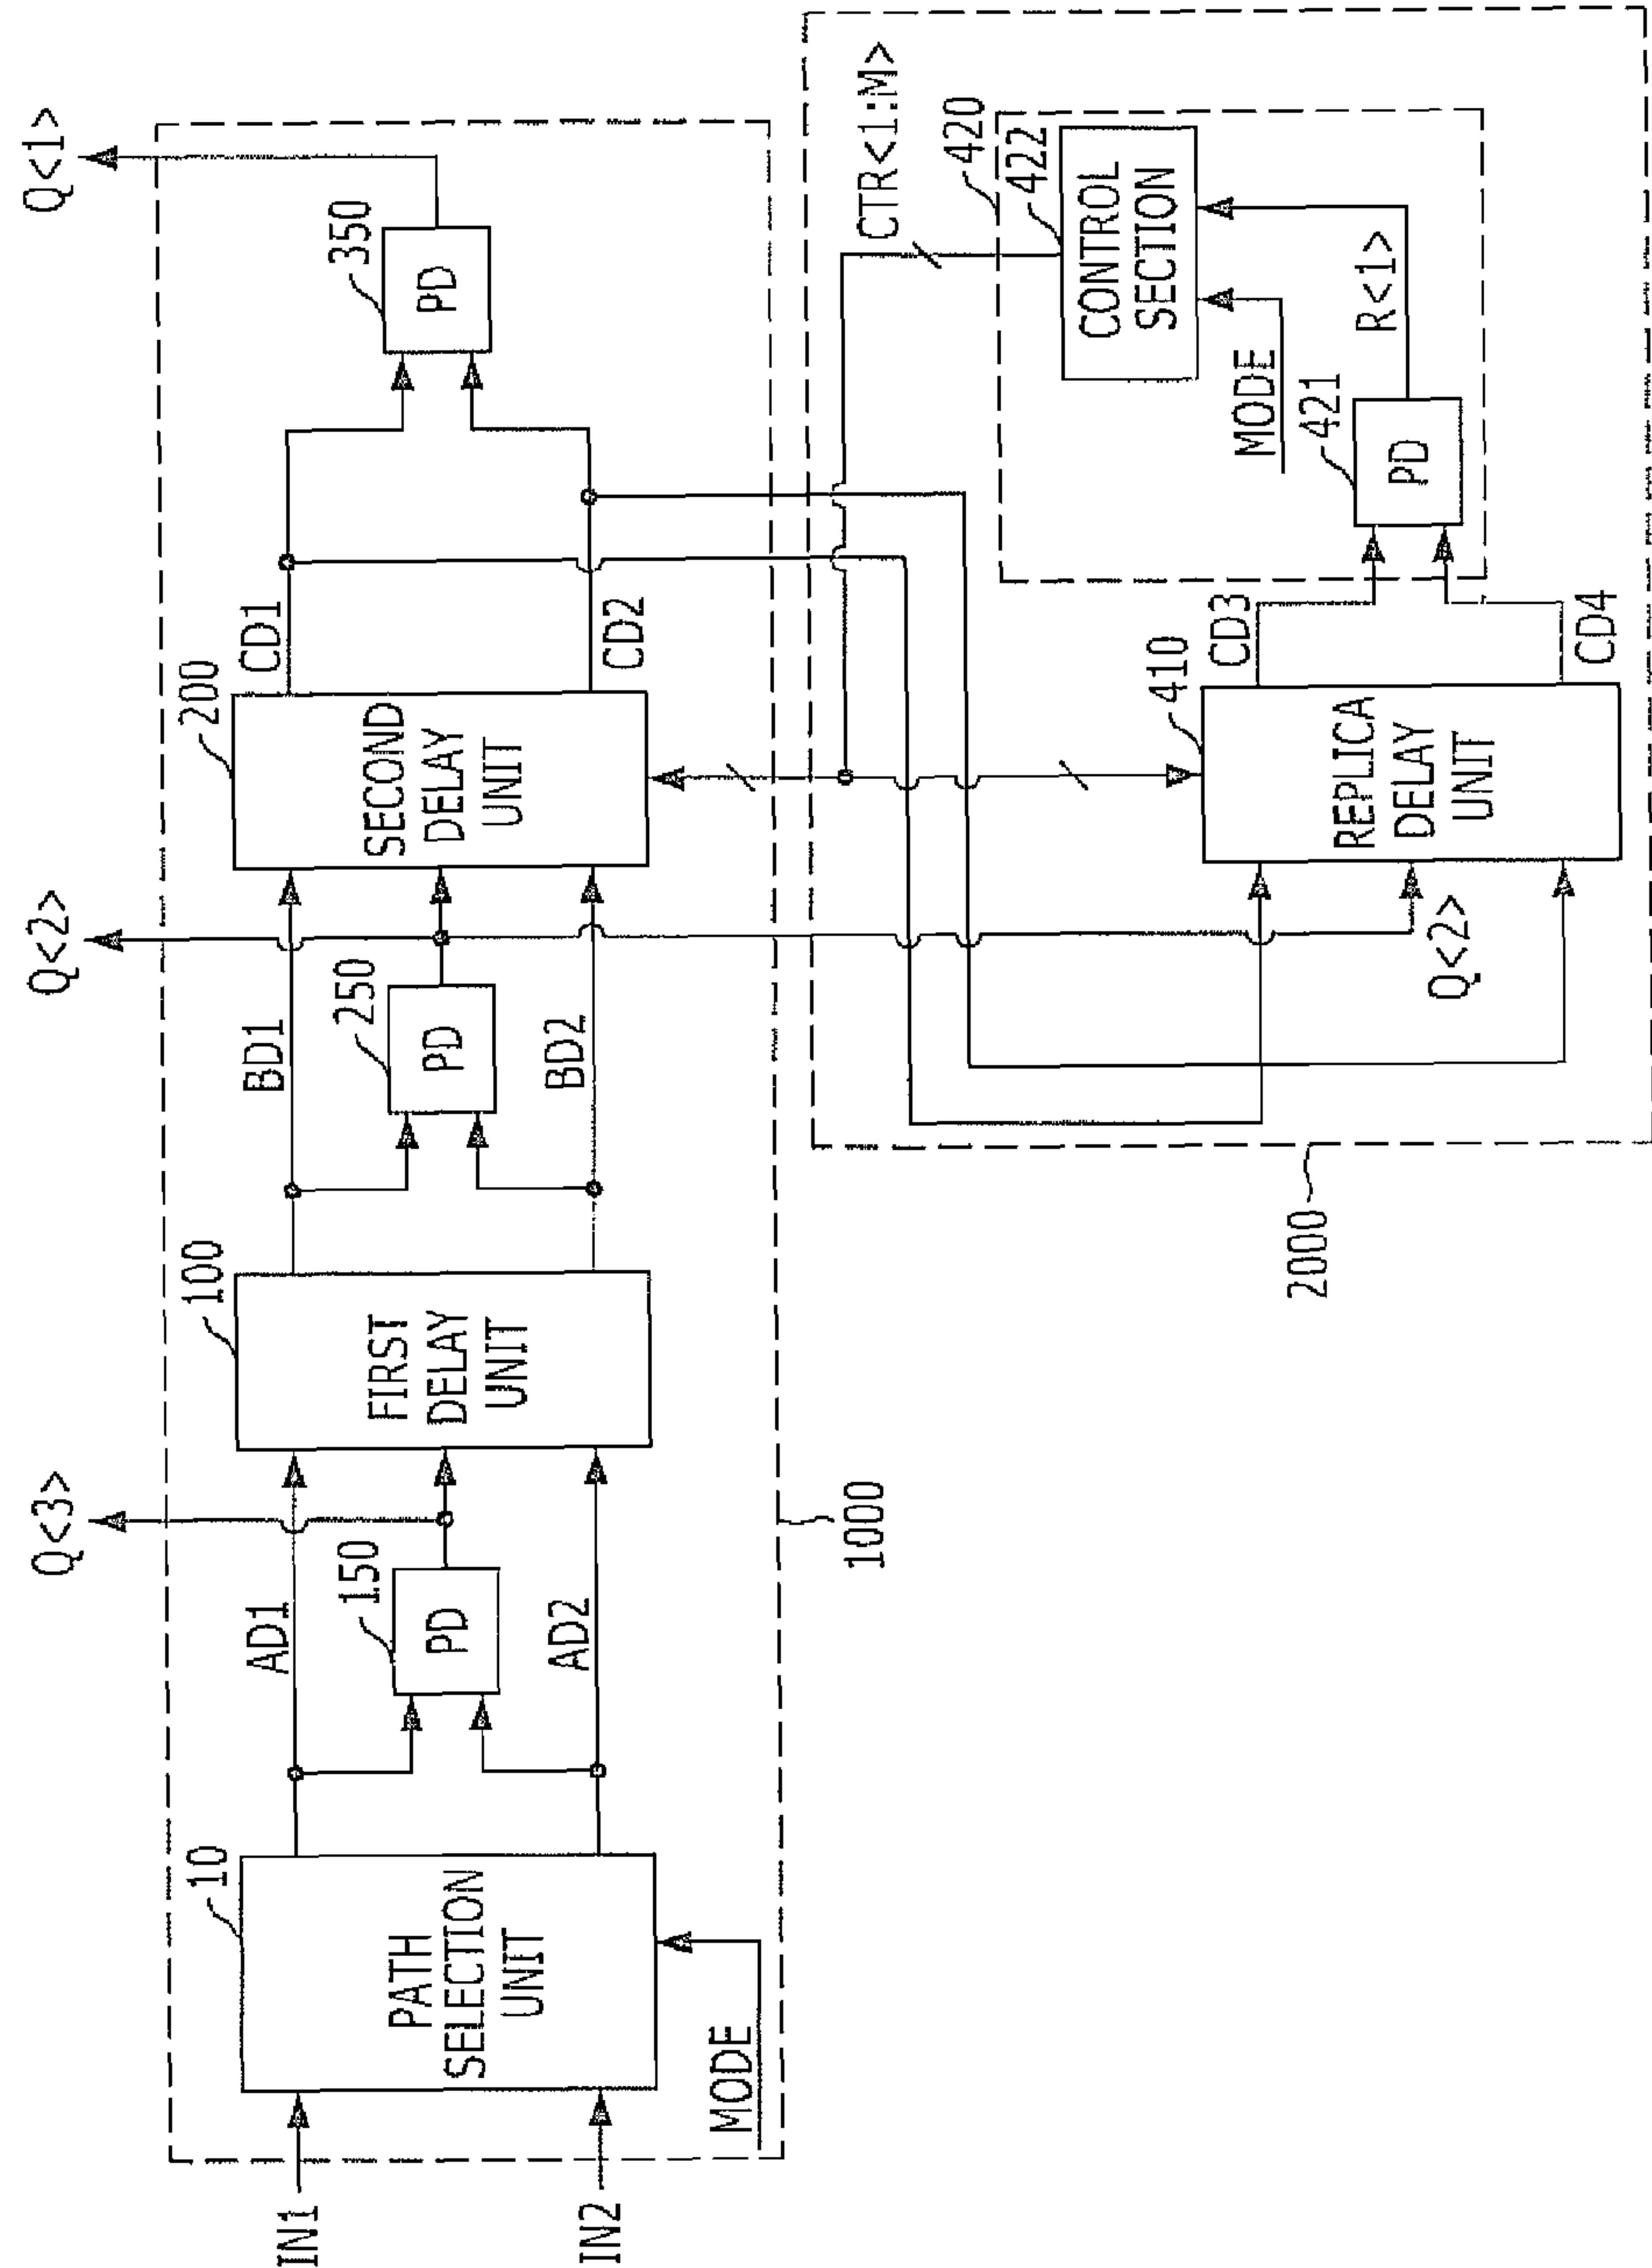 Q<3>
Q<2>
Q<1>
10
100
200
350
IN1
IN2
PATH
SELECTION
UNIT
MODE
AD1
150
PD
AD2
FIRST
DELAY
UNIT
BD1
250
PD
BD2
SECOND
DELAY
UNIT
CD1
CD2
PD
1000
CTR<1:M>
420
422
CONTROL
SECTION
MODE
R<1>
421
PD
410
CD3
CD4
REPLICA
DELAY
UNIT
Q<2>
2000